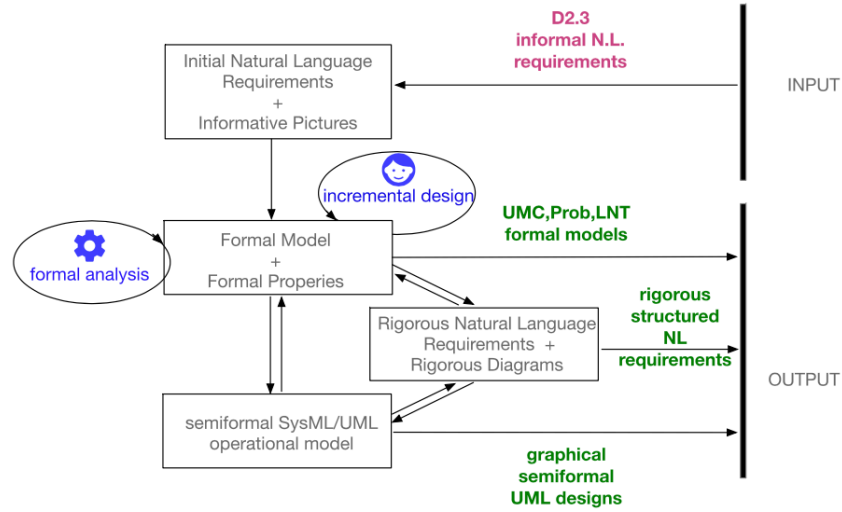 D2.3
informal N.L.
requirements
INPUT
Initial Natural Language
Requirements
+
Informative Pictures
incremental design
formal analysis
Formal Model
+
Formal Properies
UMC,Prob,LNT
formal models
Rigorous Natural Language
Requirements +
Rigorous Diagrams
rigorous
structured
NL
requirements
OUTPUT
semiformal SysML/UML
operational model
graphical
semiformal
UML designs